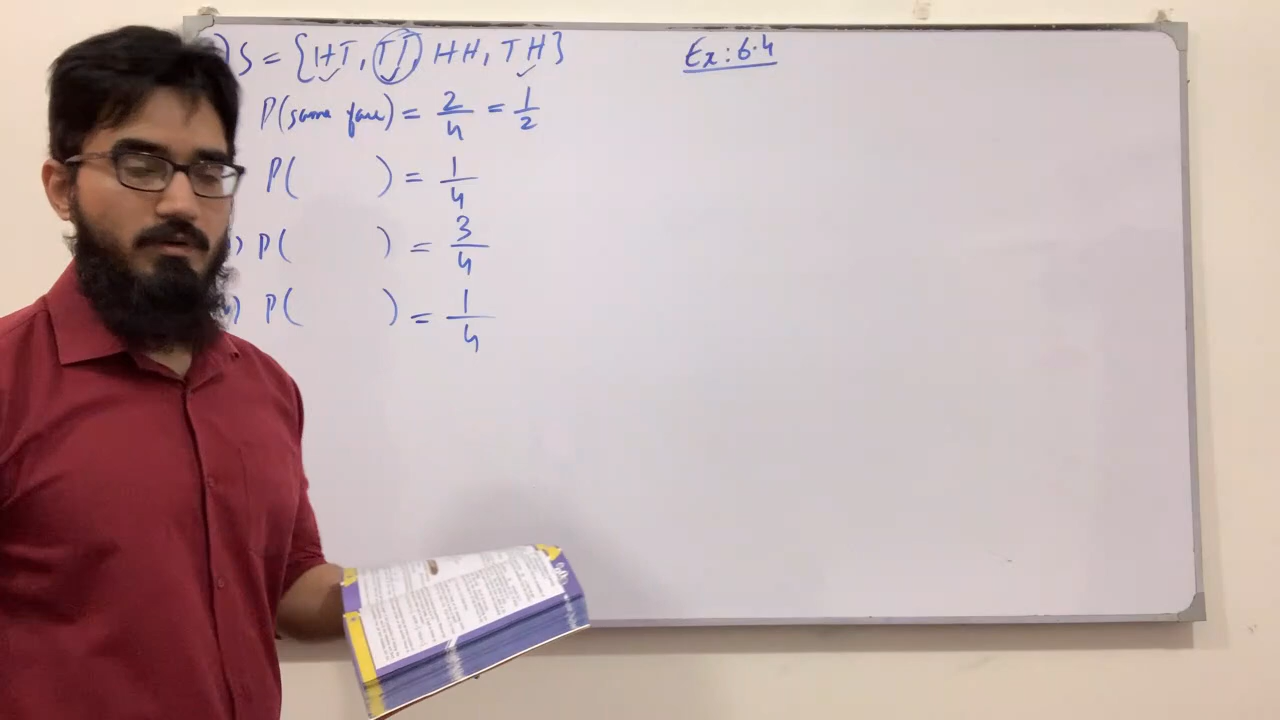 ) S = {HT, TT, HH, TH}
Ex: 6.4
P(same face) = 2/4 = 1/2
P( ) = 1/4
) P( ) = 3/4
) P( ) = 1/4